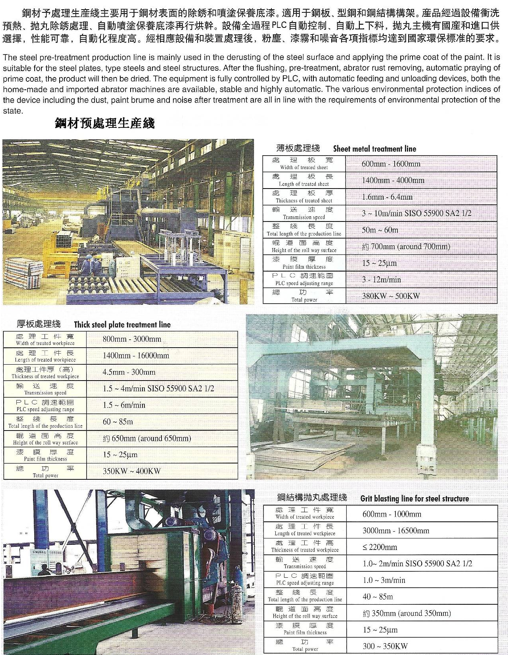 鋼材予處理生産綫主要用于鋼材表面的除銹和噴塗保養底漆。適用于鋼板、型鋼和鋼結構構架。産品經過設備衝洗
預熱、抛丸除銹處理、自動噴塗保養底漆再行烘幹。設備全過程PLC自動控制、自動上下料，抛丸主機有國産和進口供
選擇，性能可靠，自動化程度高。經相應設備和裝置處理後，粉塵、漆霧和噪音各項指標均達到國家環保標准的要求。
The steel pre-treatment production line is mainly used in the derusting of the steel surface and applying the prime coat of the paint. It is
suitable for the steel plates, type steels and steel structures. After the flushing, pre-treatment, abrator rust removing, automatic praying of
prime coat, the product will then be dried. The equipment is fully controlled by PLC, with automatic feeding and unloading devices, both the
home-made and imported abrator machines are available, stable and highly automatic. The various environmental protection indices of
the device including the dust, paint brume and noise after treatment are all in line with the requirements of environmental protection of the
state.
鋼材預處理生産綫
薄板處理綫 Sheet metal treatment line
處理板寬
Width of treated sheet
600mm - 1600mm
處理板長
Length of treated sheet
1400mm - 4000mm
處理板厚
Thickness of treated sheet
1.6mm - 6.4mm
輸送速度
Transmission speed
3 ~ 10m/min SISO 55900 SA2 1/2
整綫長度
Total length of the production line
50m ~ 60m
輥道面高度
Height of the roll way surface
約 700mm (around 700mm)
漆膜厚度
Paint film thickness
15 ~ 25μm
PLC 調速範圍
PLC speed adjusting range
3 - 12m/min
總功率
Total power
380KW ~ 500KW
厚板處理綫 Thick steel plate treatment line
處理工件寬
Width of treated workpiece
800mm - 3000mm
處理工件長
Length of treated workpiece
1400mm - 16000mm
處理工件厚（高）
Thickness of treated workpiece
4.5mm - 300mm
輸送速度
Transmission speed
1.5 ~ 4m/min SISO 55900 SA2 1/2
PLC 調速範圍
PLC speed adjusting range
1.5 ~ 6m/min
整綫長度
Total length of the production line
60 ~ 85m
輥道面高度
Height of the roll way surface
約 650mm (around 650mm)
漆膜厚度
Paint film thickness
15 ~ 25μm
總功率
Total power
350KW ~ 400KW
鋼結構抛丸處理綫 Grit blasting line for steel structure
處理工件寬
Width of treated workpiece
600mm - 1000mm
處理工件長
Length of treated workpiece
3000mm - 16500mm
處理工件高
Thickness of treated workpiece
≤ 2200mm
輸送速度
Transmission speed
1.0~ 2m/min SISO 55900 SA2 1/2
PLC 調速範圍
PLC speed adjusting range
1.0 ~ 3m/min
整綫長度
Total length of the production line
40 ~ 85m
輥道面高度
Height of the roll way surface
約 350mm (around 350mm)
漆膜厚度
Paint film thickness
15 ~ 25μm
總功率
Total power
300 ~ 350KW